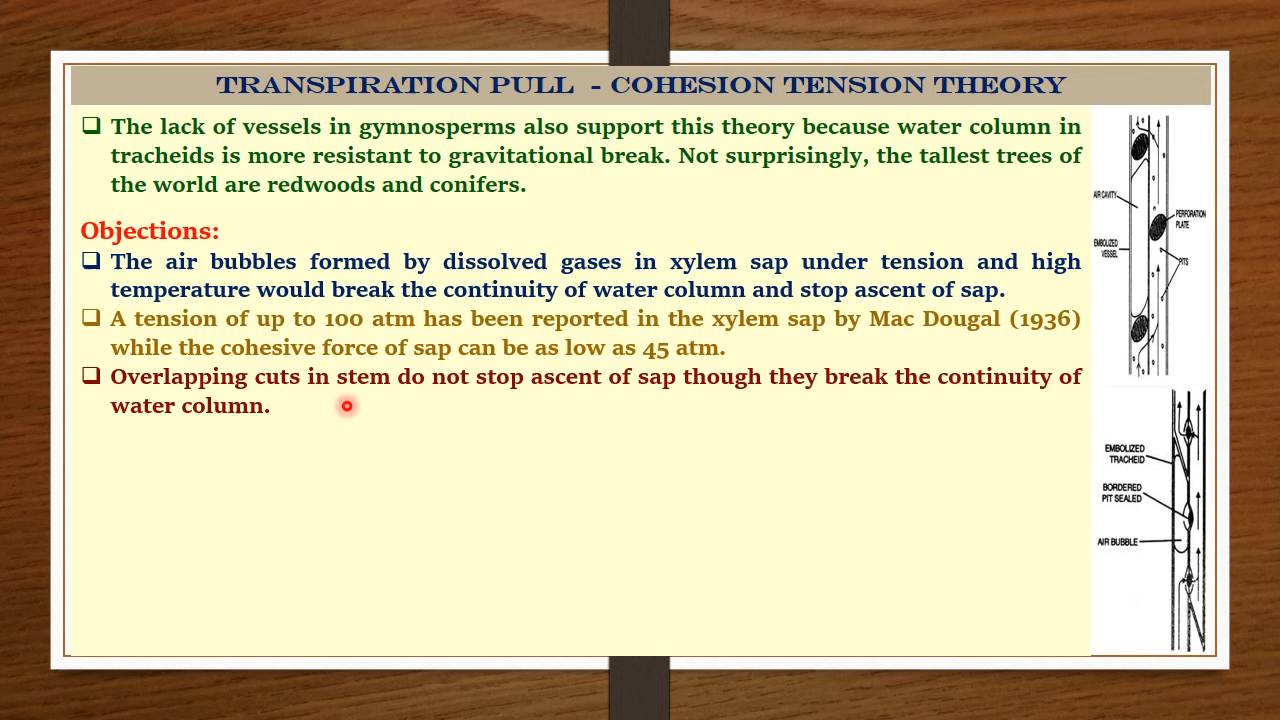 TRANSPIRATION PULL - COHESION TENSION THEORY
The lack of vessels in gymnosperms also support this theory because water column in
tracheids is more resistant to gravitational break. Not surprisingly, the tallest trees of
the world are redwoods and conifers.
Objections:
The air bubbles formed by dissolved gases in xylem sap under tension and high
temperature would break the continuity of water column and stop ascent of sap.
A tension of up to 100 atm has been reported in the xylem sap by Mac Dougal (1936)
while the cohesive force of sap can be as low as 45 atm.
Overlapping cuts in stem do not stop ascent of sap though they break the continuity of
water column.
AIR CAVITY
PERFORATION
PLATE
EMBOLIZED
VESSEL
PITS
EMBOLIZED
TRACHEID
BORDERED
PIT SEALED
AIR BUBBLE